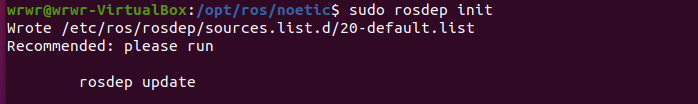 wrwr@wrwr-VirtualBox:/opt/ros/noetic$ sudo rosdep init
Wrote /etc/ros/rosdep/sources.list.d/20-default.list
Recommended: please run
rosdep update